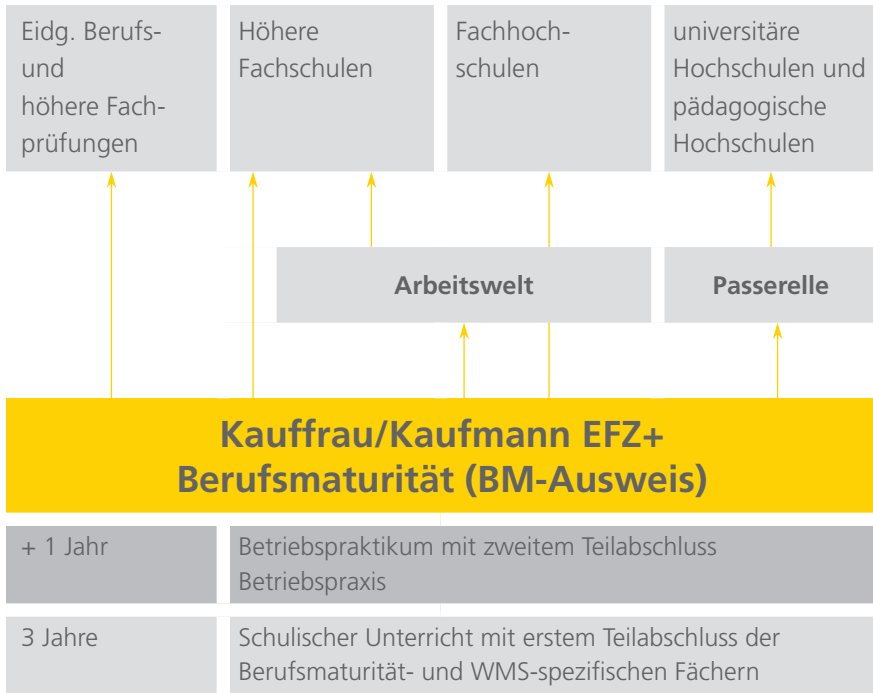 Eidg. Berufs-
und
höhere Fach-
prüfungen
Höhere
Fachschulen
Fachhoch-
schulen
universitäre
Hochschulen und
pädagogische
Hochschulen
Arbeitswelt
Passerelle
Kauffrau/Kaufmann EFZ+
Berufsmaturität (BM-Ausweis)
+ 1 Jahr
Betriebspraktikum mit zweitem Teilabschluss
Betriebspraxis
3 Jahre
Schulischer Unterricht mit erstem Teilabschluss der
Berufsmaturität- und WMS-spezifischen Fächern